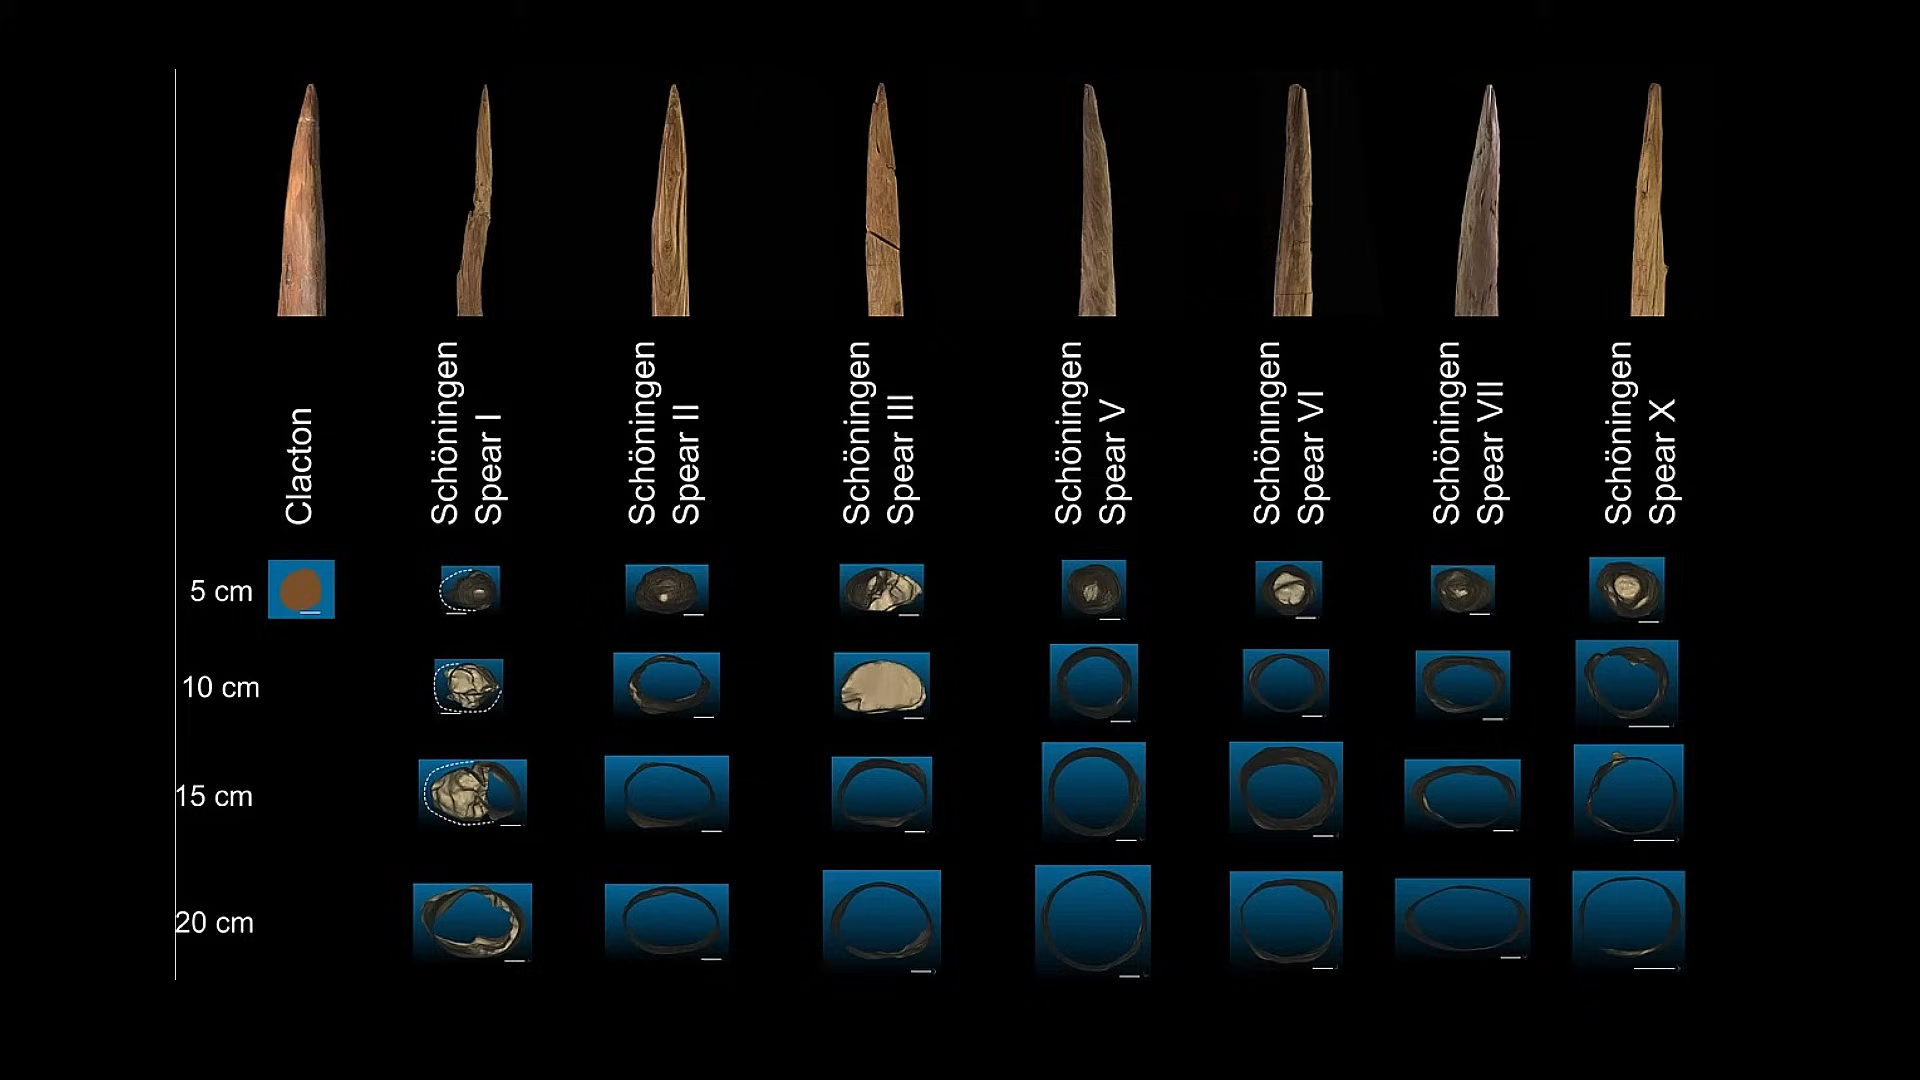 Clacton
Schöningen
Spear I
Schöningen
Spear II
Schöningen
Spear III
Schöningen
Spear V
Schöningen
Spear VI
Schöningen
Spear VII
Schöningen
Spear X
5 cm
10 cm
15 cm
20 cm